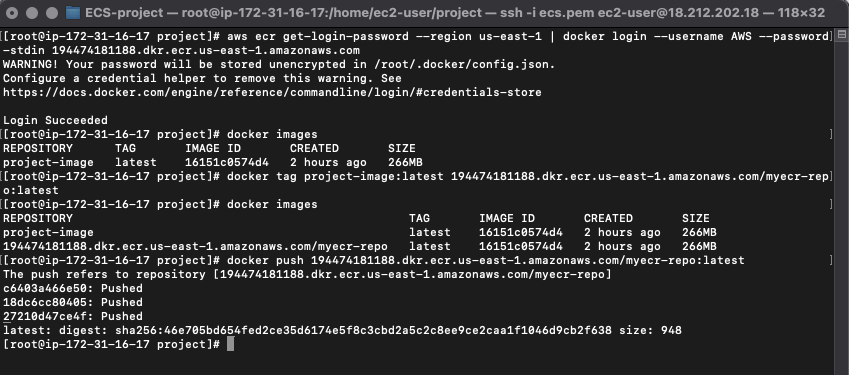 ECS-project — root@ip-172-31-16-17:/home/ec2-user/project — ssh -i ecs.pem ec2-user@18.212.202.18 — 118×32
[[root@ip-172-31-16-17 project]# aws ecr get-login-password --region us-east-1 | docker login --username AWS --password]
-stdin 194474181188.dkr.ecr.us-east-1.amazonaws.com
WARNING! Your password will be stored unencrypted in /root/.docker/config.json.
Configure a credential helper to remove this warning. See
https://docs.docker.com/engine/reference/commandline/login/#credentials-store
Login Succeeded
[[root@ip-172-31-16-17 project]# docker images ]
REPOSITORY TAG IMAGE ID CREATED SIZE
project-image latest 16151c0574d4 2 hours ago 266MB
[[root@ip-172-31-16-17 project]# docker tag project-image:latest 194474181188.dkr.ecr.us-east-1.amazonaws.com/myecr-rep]
o:latest
[[root@ip-172-31-16-17 project]# docker images ]
REPOSITORY TAG IMAGE ID CREATED SIZE
project-image latest 16151c0574d4 2 hours ago 266MB
194474181188.dkr.ecr.us-east-1.amazonaws.com/myecr-repo latest 16151c0574d4 2 hours ago 266MB
[[root@ip-172-31-16-17 project]# docker push 194474181188.dkr.ecr.us-east-1.amazonaws.com/myecr-repo:latest ]
The push refers to repository [194474181188.dkr.ecr.us-east-1.amazonaws.com/myecr-repo]
c6403a466e50: Pushed
18dc6cc80405: Pushed
27210d47ce4f: Pushed
latest: digest: sha256:46e705bd654fed2ce35d6174e5f8c3cbd2a5c2c8ee9ce2caa1f1046d9cb2f638 size: 948
[root@ip-172-31-16-17 project]#